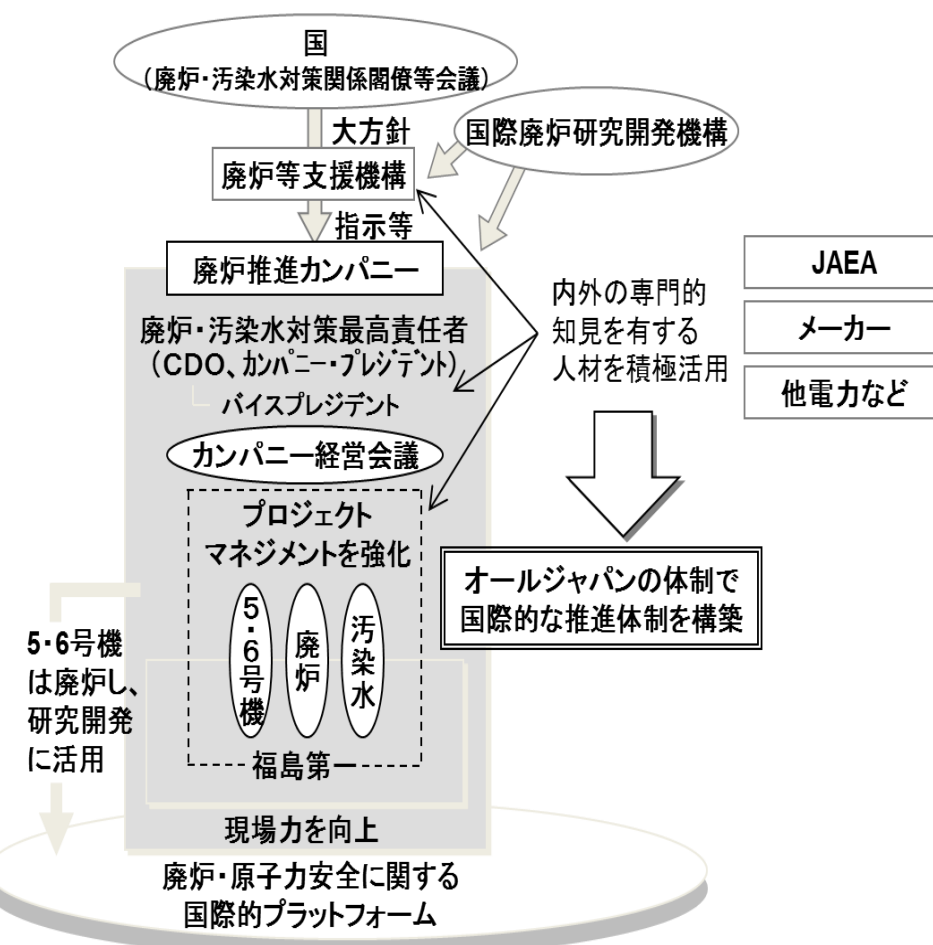 国
(廃炉・汚染水対策関係閣僚等会議)
大方針
国際廃炉研究開発機構
廃炉等支援機構
指示等
廃炉推進カンパニー
廃炉・汚染水対策最高責任者
(CDO、カンパニー・プレジデント)
バイスプレジデント
カンパニー経営会議
プロジェクト
マネジメントを強化
5・6号機
廃炉
汚染水
福島第一
現場力を向上
5・6号機
は廃炉し、
研究開発
に活用
廃炉・原子力安全に関する
国際的プラットフォーム
内外の専門的
知見を有する
人材を積極活用
JAEA
メーカー
他電力など
オールジャパンの体制で
国際的な推進体制を構築